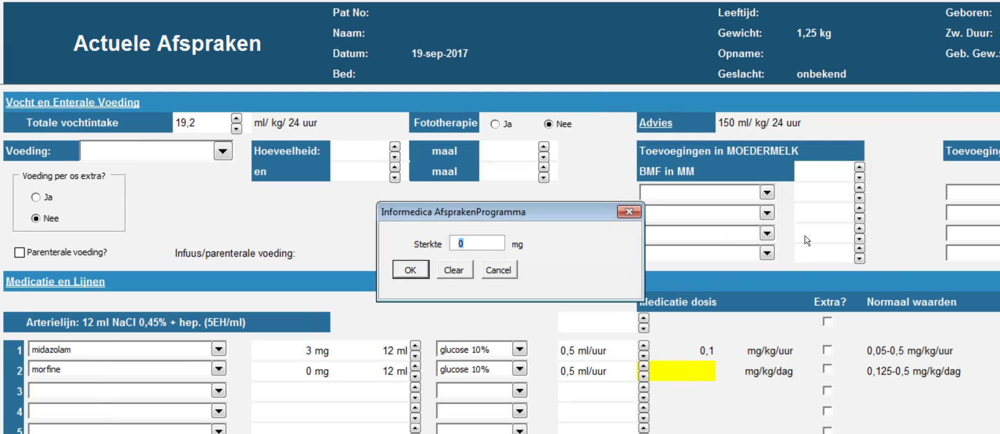 Actuele Afspraken
Pat No:
Naam:
Datum: 19-sep-2017
Bed:
Leeftijd:
Gewicht: 1,25 kg
Opname:
Geslacht: onbekend
Geboren:
Zw. Duur:
Geb. Gew.:
Vocht en Enterale Voeding
Totale vochtintake 19,2 ml/ kg/ 24 uur Fototherapie Ja Nee Advies 150 ml/ kg/ 24 uur
Voeding: Hoeveelheid: maal Toevoegingen in MOEDERMELK Toevoeging
en maal BMF in MM
Voeding per os extra?
Ja
Nee
Parenterale voeding? Infuus/parenterale voeding:
Informedica AfsprakenProgramma
Sterkte 0 mg
OK Clear Cancel
Medicatie en Lijnen
Medicatie dosis Extra? Normaal waarden
Arterielijn: 12 ml NaCl 0,45% + hep. (5EH/ml)
1 midazolam 3 mg 12 ml glucose 10% 0,5 ml/uur 0,1 mg/kg/uur 0,05-0,5 mg/kg/uur
2 morfine 0 mg 12 ml glucose 10% 0,5 ml/uur mg/kg/dag 0,125-0,5 mg/kg/dag
3
4
5